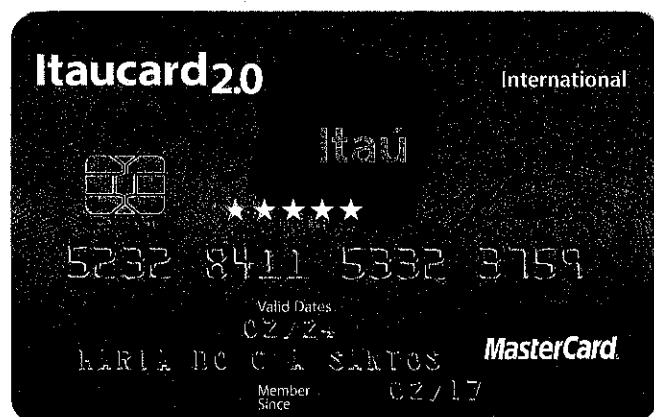 Itaucard 2.0
International
Itaú
5232 8411 5332 3759
Valid Dates
02/24
MARIA DO C A SANTOS
MasterCard
Member Since 02/17